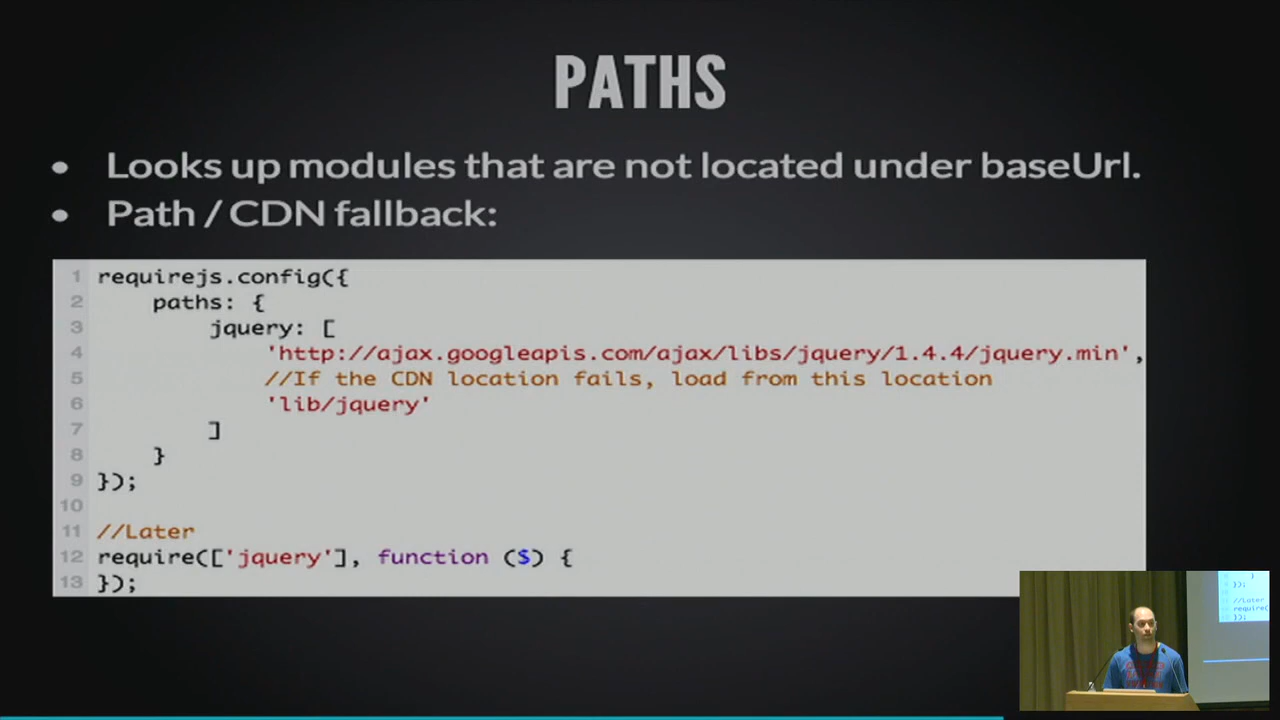 PATHS
• Looks up modules that are not located under baseUrl.
• Path / CDN fallback:
1 requirejs.config({
2     paths: {
3         jquery: [
4             'http://ajax.googleapis.com/ajax/libs/jquery/1.4.4/jquery.min',
5             //If the CDN location fails, load from this location
6             'lib/jquery'
7         ]
8     }
9 });
10
11 //Later
12 require(['jquery'], function ($) {
13 });
}
});
//Later
require(
});